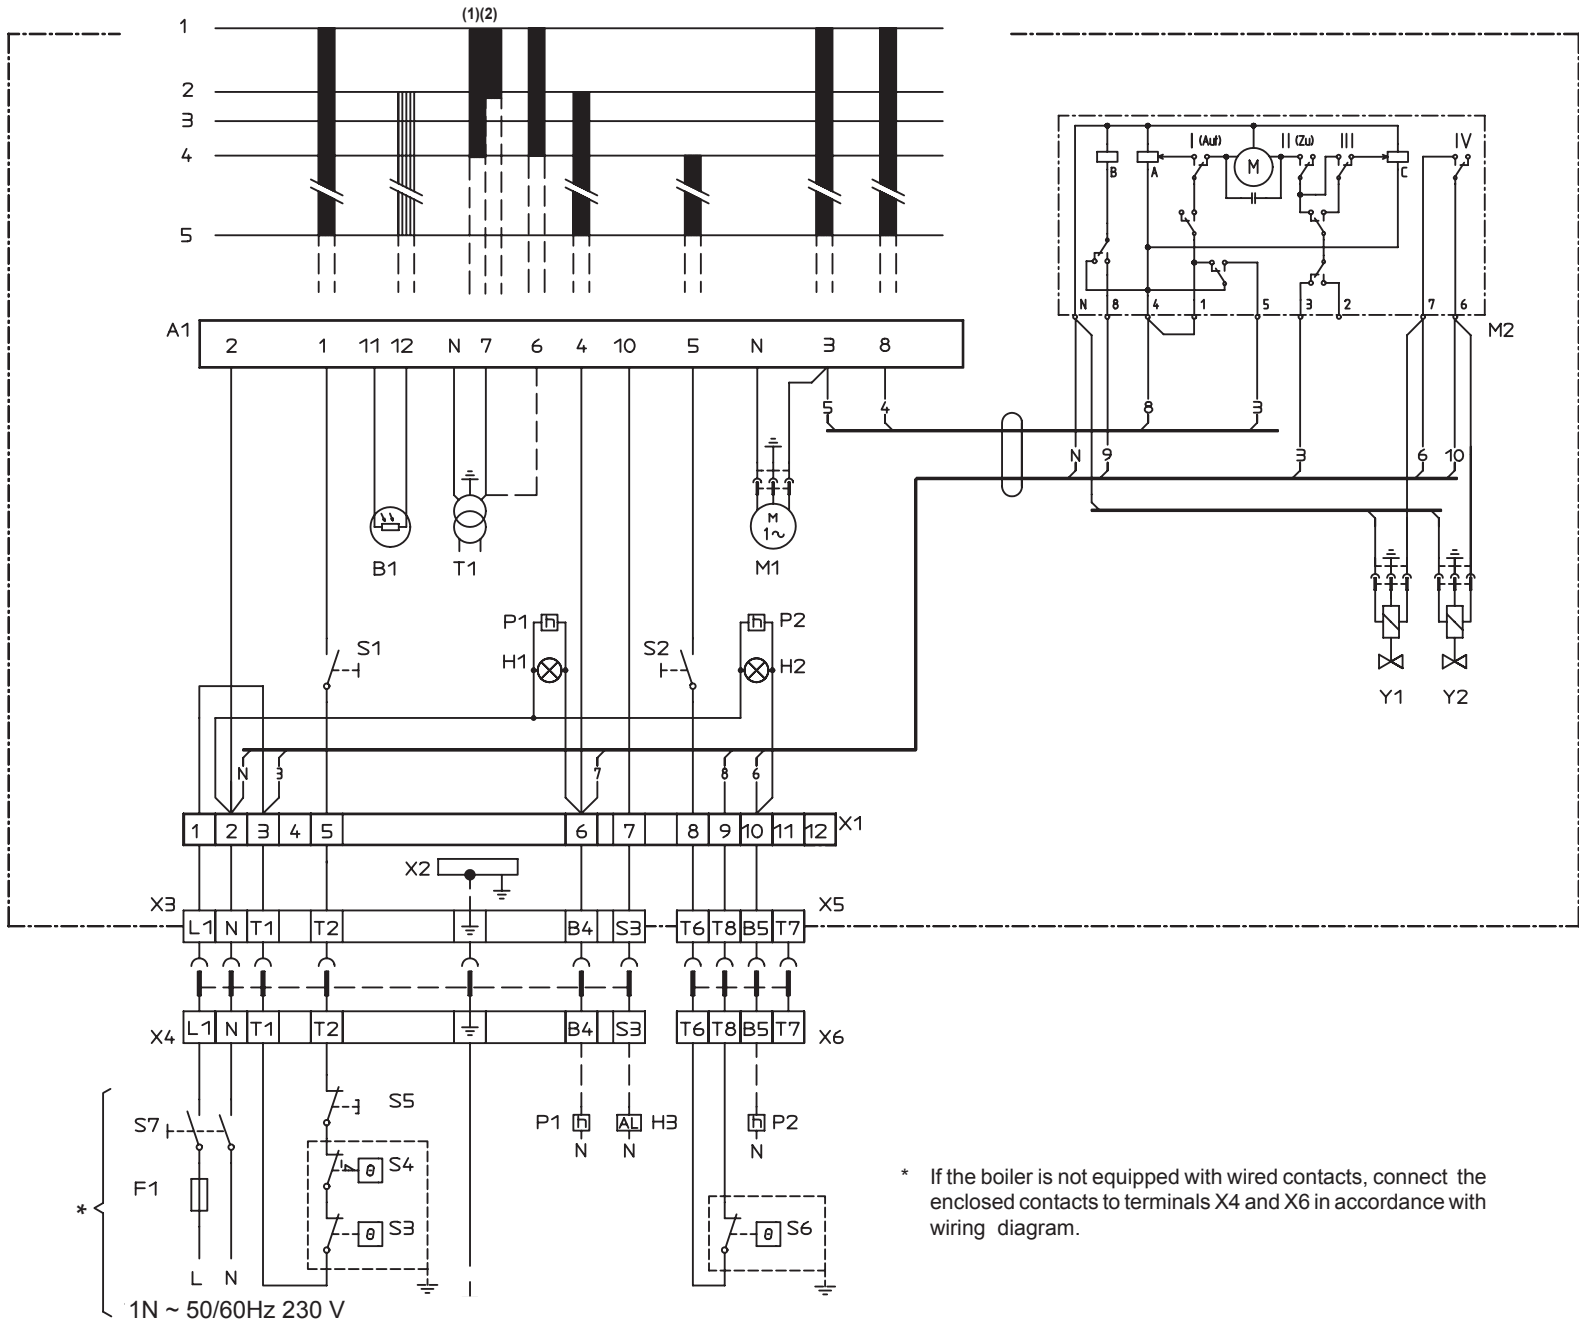 (1)(2)
1
2
3
4
5
I (Auf) M II (Zu) III IV
B A C
N 8 4 1 5 3 2 7 6
M2
A1 2 1 11 12 N 7 6 4 10 5 N 3 8
5 4 8 3
N 9 3 6 10
M
1~
B1 T1 M1
P1 h h P2
S1 S2
H1 H2
Y1 Y2
N 3 7 8 6
1 2 3 4 5 6 7 8 9 10 11 12 X1
X2
X3 X5
L1 N T1 T2 B4 S3 T6 T8 B5 T7
X4 L1 N T1 T2 B4 S3 T6 T8 B5 T7 X6
S5
S7 P1 h AL H3 h P2
N N N
θ S4
F1
* θ S3 θ S6
L N
1N ~ 50/60Hz 230 V
* If the boiler is not equipped with wired contacts, connect the
enclosed contacts to terminals X4 and X6 in accordance with
wiring diagram.